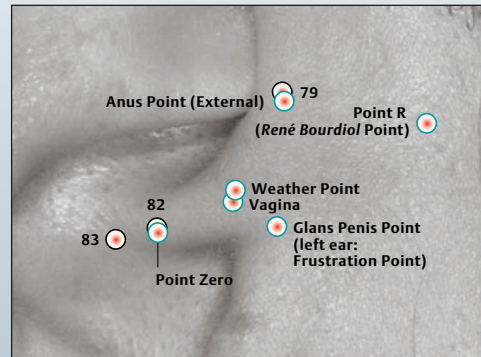 Anus Point (External)
79
Point R
(René Bourdiol Point)
Weather Point
Vagina
82
83
Glans Penis Point
(left ear:
Frustration Point)
Point Zero